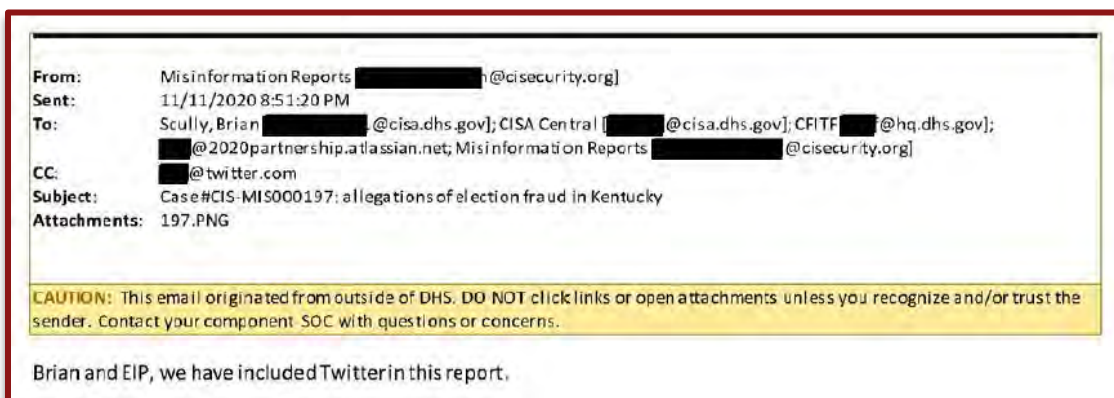 From: Misinformation Reports @cisecurity.org]
Sent: 11/11/2020 8:51:20 PM
To: Scully, Brian @cisa.dhs.gov]; CISA Central [ @cisa.dhs.gov]; CFITF @hq.dhs.gov];
@2020partnership.atlassian.net; Misinformation Reports @cisecurity.org]
CC: @twitter.com
Subject: Case #CIS-MIS000197: allegations of election fraud in Kentucky
Attachments: 197.PNG
CAUTION: This email originated from outside of DHS. DO NOT click links or open attachments unless you recognize and/or trust the
sender. Contact your component SOC with questions or concerns.
Brian and EIP, we have included Twitter in this report.